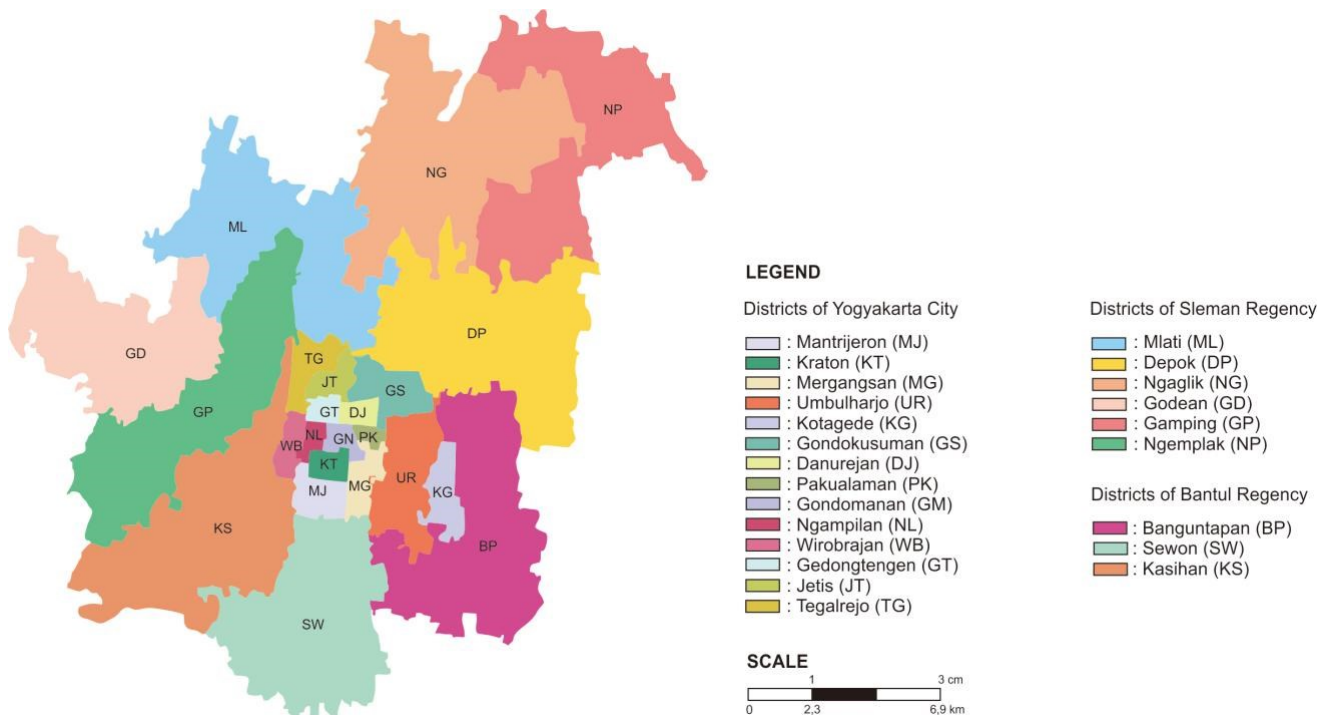 NP
NG
ML
DP
GD
TG
JT
GS
GP
GT
DJ
NL
GN
PK
WB
KT
UR
MJ
MG
KG
KS
BP
SW
LEGEND
Districts of Yogyakarta City
: Mantrijeron (MJ)
: Kraton (KT)
: Mergangsan (MG)
: Umbulharjo (UR)
: Kotagede (KG)
: Gondokusuman (GS)
: Danurejan (DJ)
: Pakualaman (PK)
: Gondomanan (GM)
: Ngampilan (NL)
: Wirobrajan (WB)
: Gedongtengen (GT)
: Jetis (JT)
: Tegalrejo (TG)
Districts of Sleman Regency
: Mlati (ML)
: Depok (DP)
: Ngaglik (NG)
: Godean (GD)
: Gamping (GP)
: Ngemplak (NP)
Districts of Bantul Regency
: Banguntapan (BP)
: Sewon (SW)
: Kasihan (KS)
SCALE
1 3 cm
0 2,3 6,9 km